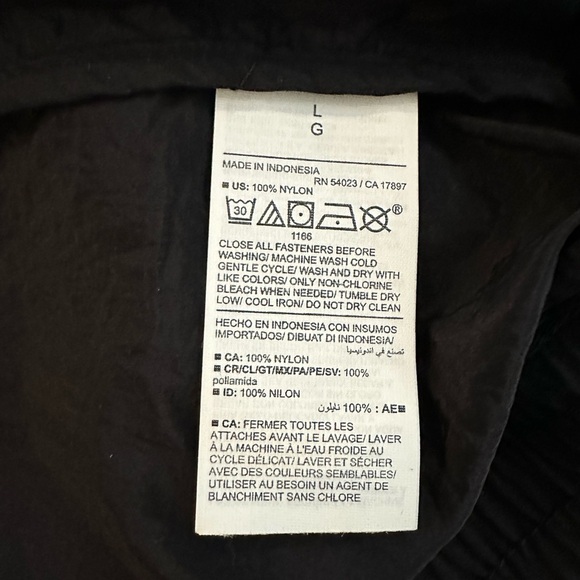 L
G
MADE IN INDONESIA
RN 54023 / CA 17897
US: 100% NYLON
30
®
1166
CLOSE ALL FASTENERS BEFORE
WASHING/ MACHINE WASH COLD
GENTLE CYCLE/ WASH AND DRY WITH
LIKE COLORS/ ONLY NON-CHLORINE
BLEACH WHEN NEEDED/ TUMBLE DRY
LOW/ COOL IRON/ DO NOT DRY CLEAN
HECHO EN INDONESIA CON INSUMOS
IMPORTADOS/ DIBUAT DI INDONESIA/
تصنع في اندونيسيا
CA: 100% NYLON
CR/CL/GT/MX/PA/PE/SV: 100%
poliamida
ID: 100% NILON
AE: 100% نايلون
CA: FERMER TOUTES LES
ATTACHES AVANT LE LAVAGE/ LAVER
À LA MACHINE À L'EAU FROIDE AU
CYCLE DÉLICAT/ LAVER ET SÉCHER
AVEC DES COULEURS SEMBLABLES/
UTILISER AU BESOIN UN AGENT DE
BLANCHIMENT SANS CHLORE